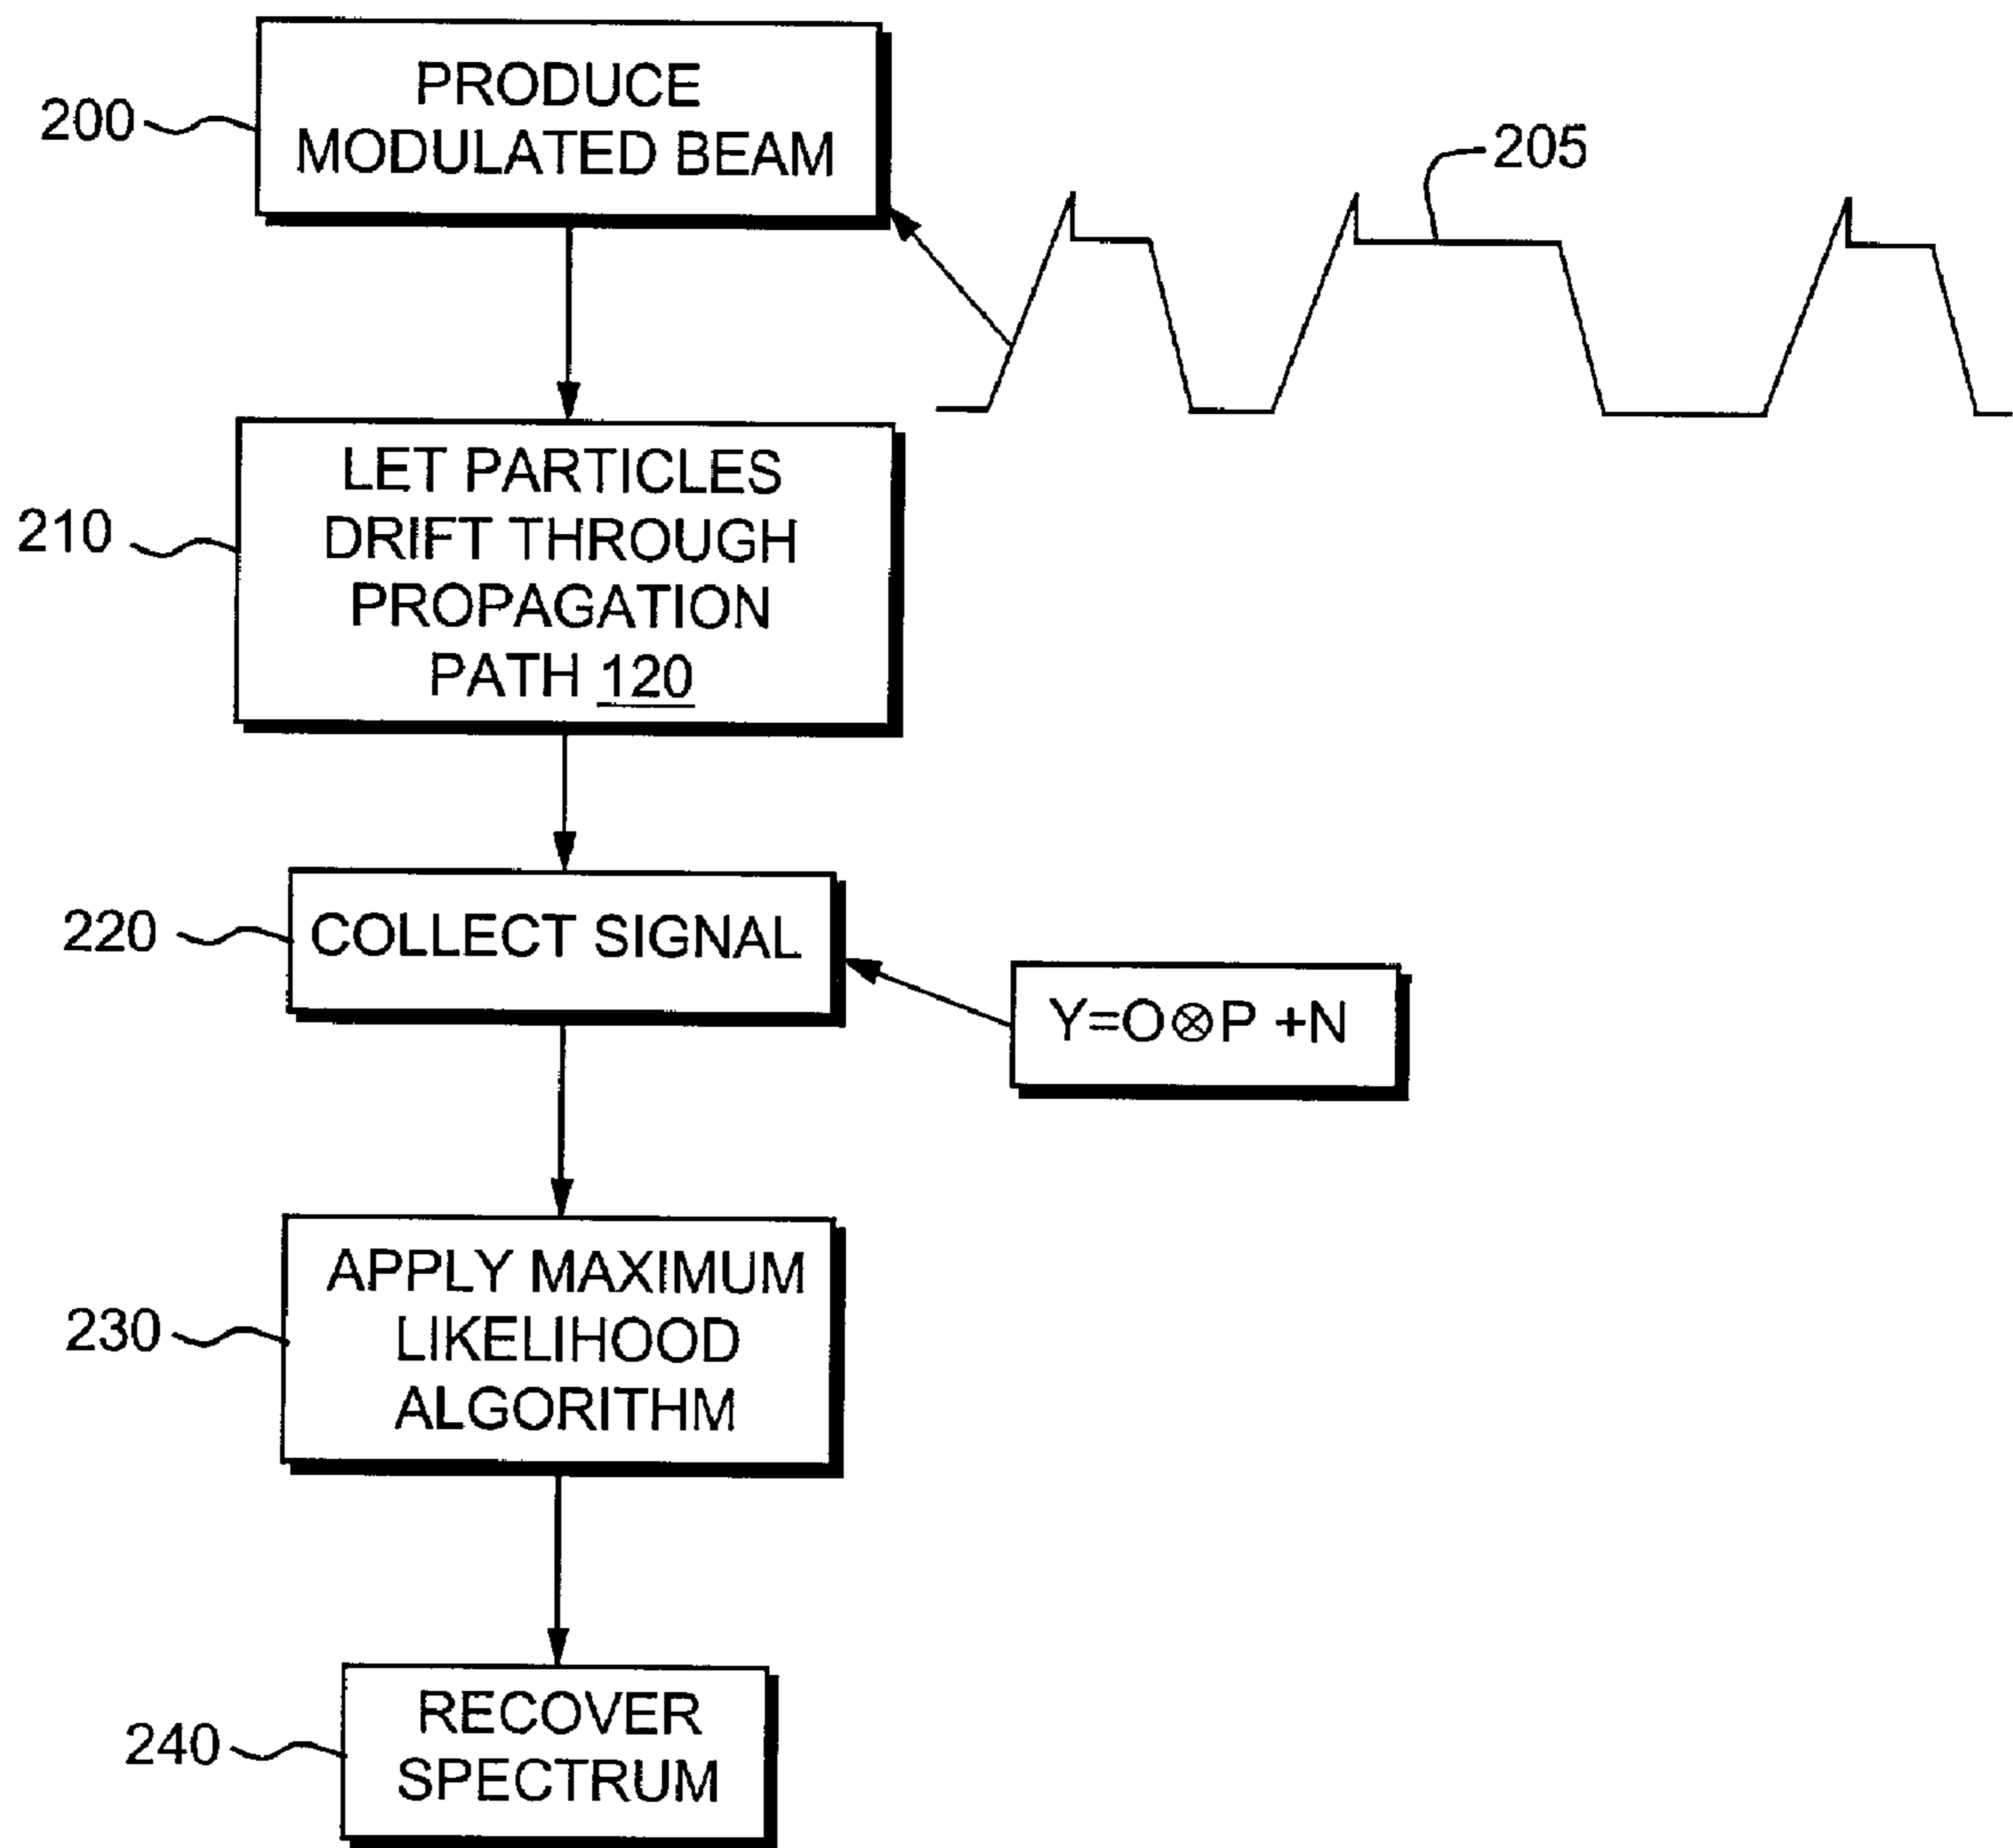 PRODUCE
MODULATED BEAM
200
205
LET PARTICLES
DRIFT THROUGH
PROPAGATION
PATH 120
210
COLLECT SIGNAL
220
Y=O⊗P +N
APPLY MAXIMUM
LIKELIHOOD
ALGORITHM
230
RECOVER
SPECTRUM
240